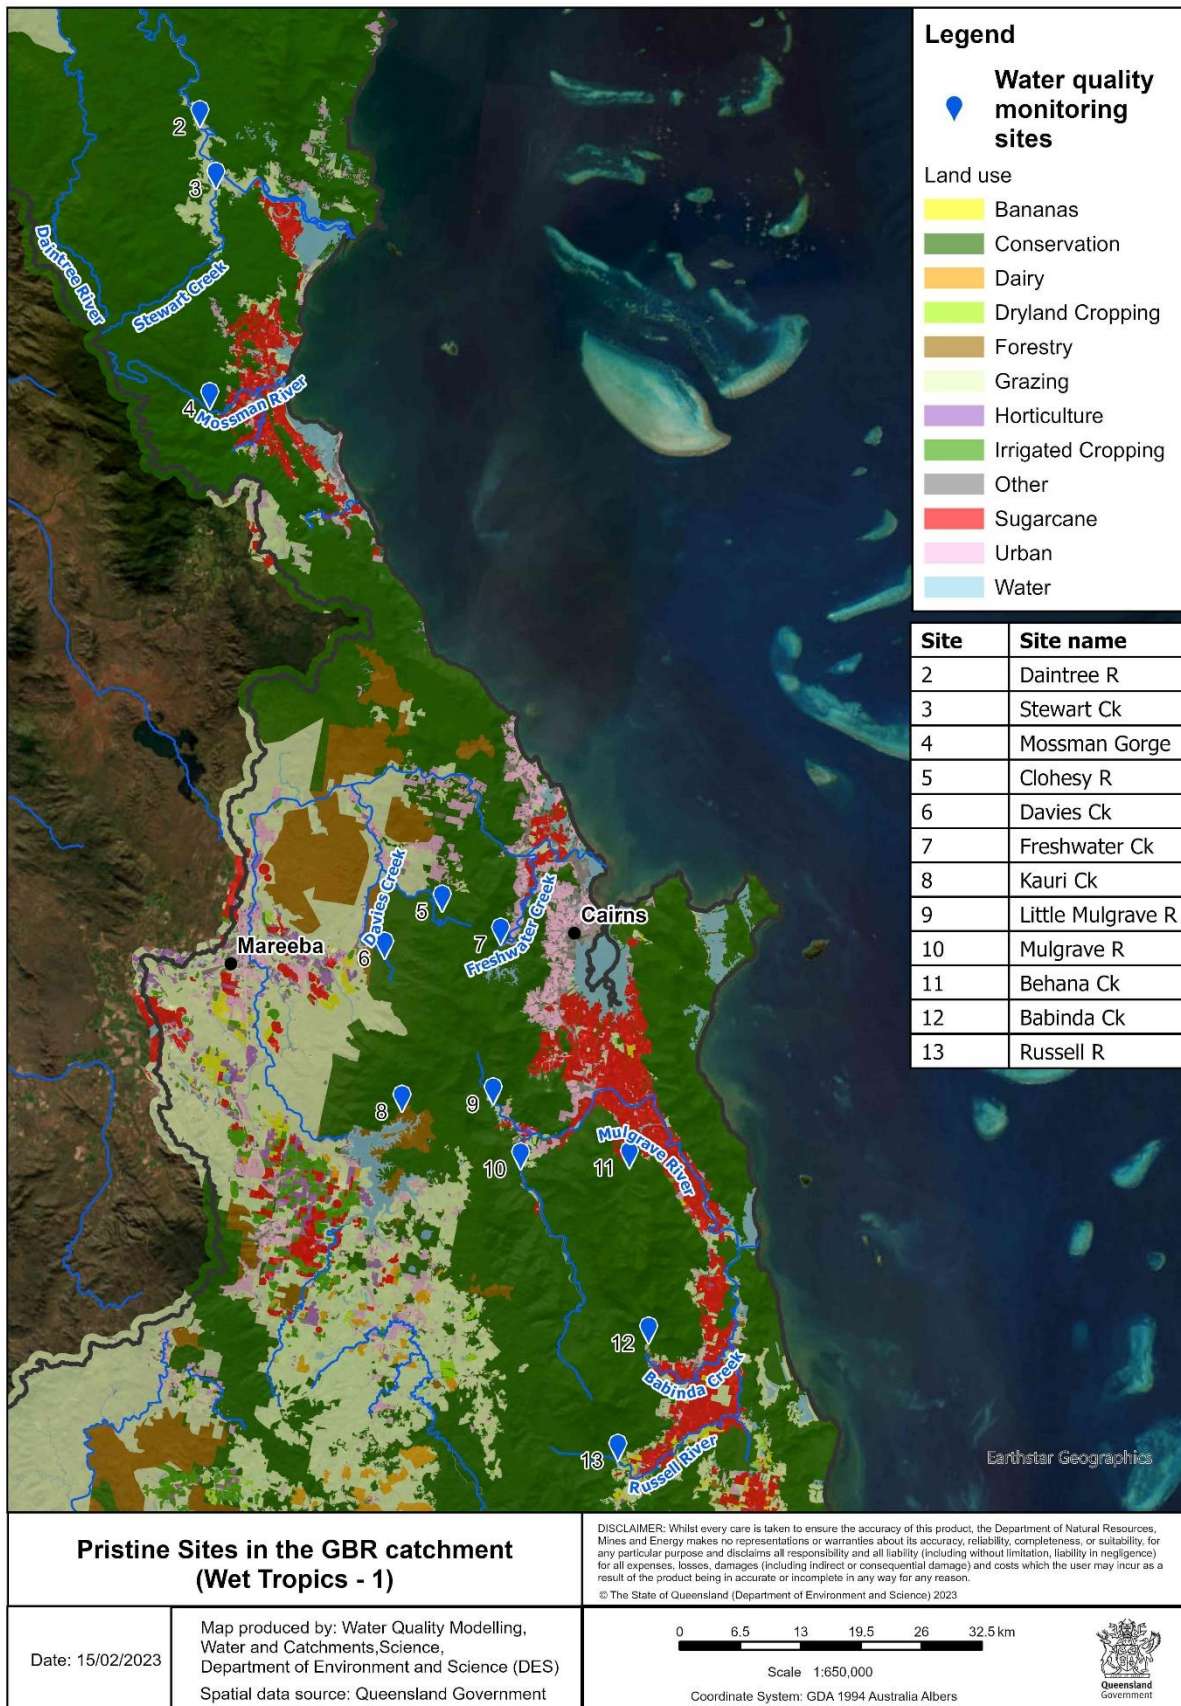 Legend
Water quality
monitoring
sites
Land use
Bananas
Conservation
Dairy
Dryland Cropping
Forestry
Grazing
Horticulture
Irrigated Cropping
Other
Sugarcane
Urban
Water
Site Site name
2 Daintree R
3 Stewart Ck
4 Mossman Gorge
5 Clohesy R
6 Davies Ck
7 Freshwater Ck
8 Kauri Ck
9 Little Mulgrave R
10 Mulgrave R
11 Behana Ck
12 Babinda Ck
13 Russell R
2
3
Daintree River
Stewart Creek
4
Mossman River
5
Davies Creek
6
7
Freshwater Creek
Cairns
Mareeba
8
9
10
11
Mulgrave River
12
Babinda Creek
13
Russell River
Earthstar Geographics
Pristine Sites in the GBR catchment
(Wet Tropics - 1)
DISCLAIMER: Whilst every care is taken to ensure the accuracy of this product, the Department of Natural Resources,
Mines and Energy makes no representations or warranties about its accuracy, reliability, completeness, or suitability, for
any particular purpose and disclaims all responsibility and all liability (including without limitation, liability in negligence)
for all expenses, losses, damages (including indirect or consequential damage) and costs which the user may incur as a
result of the product being in accurate or incomplete in any way for any reason.
© The State of Queensland (Department of Environment and Science) 2023
Date: 15/02/2023
Map produced by: Water Quality Modelling,
Water and Catchments,Science,
Department of Environment and Science (DES)
Spatial data source: Queensland Government
0 6.5 13 19.5 26 32.5 km
Scale 1:650,000
Coordinate System: GDA 1994 Australia Albers
Queensland
Government